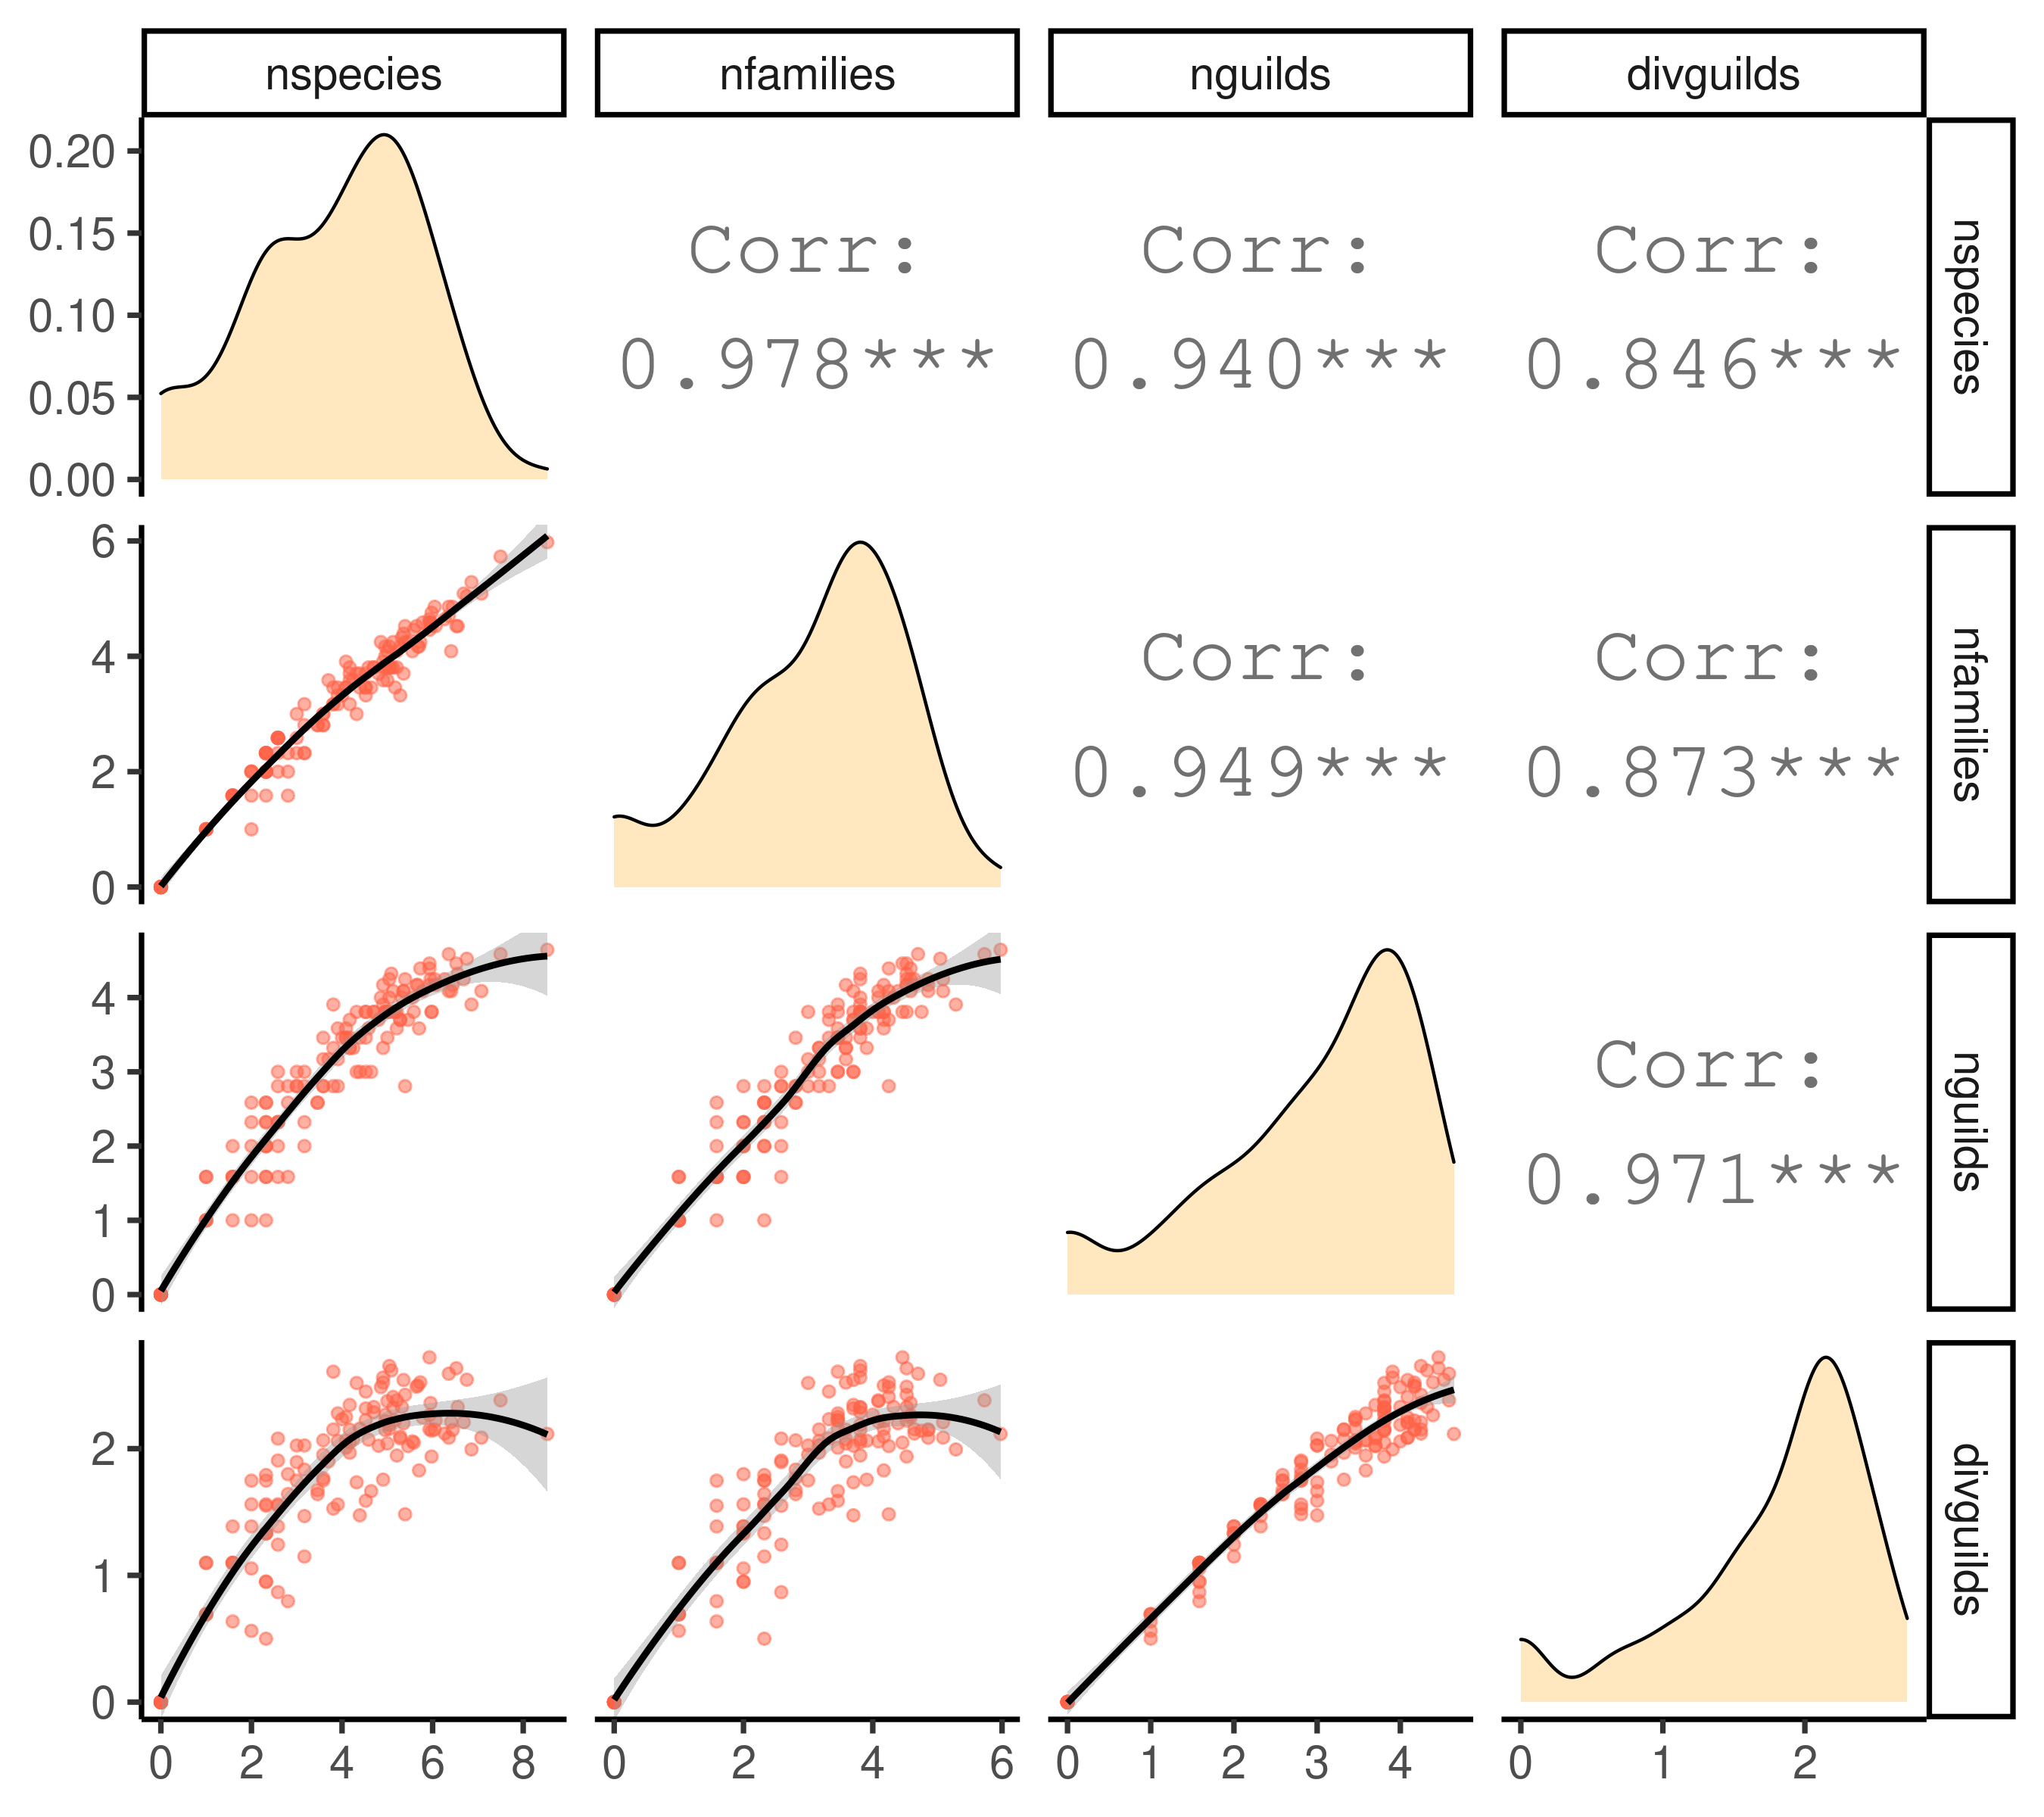 nspecies nfamilies nguilds divguilds
0.20
0.15
0.10
0.05
0.00
Corr:
0.978***
Corr:
0.940***
Corr:
0.846***
nspecies
6
4
2
0
Corr:
0.949***
Corr:
0.873***
nfamilies
4
3
2
1
0
Corr:
0.971***
nguilds
2
1
0
divguilds
0 2 4 6 8
0 2 4 6
0 1 2 3 4
0 1 2